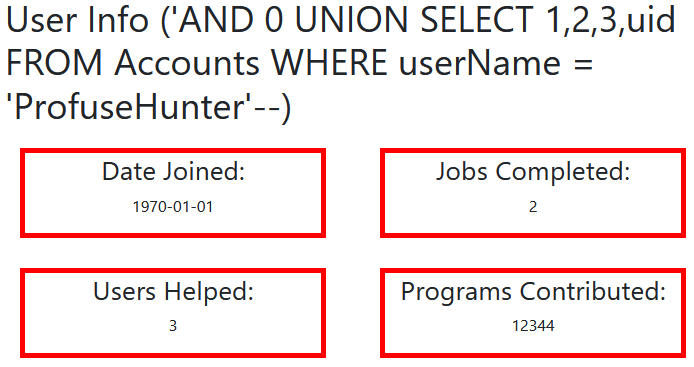 User Info ('AND 0 UNION SELECT 1,2,3,uid
FROM Accounts WHERE userName =
'ProfuseHunter'--)
Date Joined:
1970-01-01
Jobs Completed:
2
Users Helped:
3
Programs Contributed:
12344